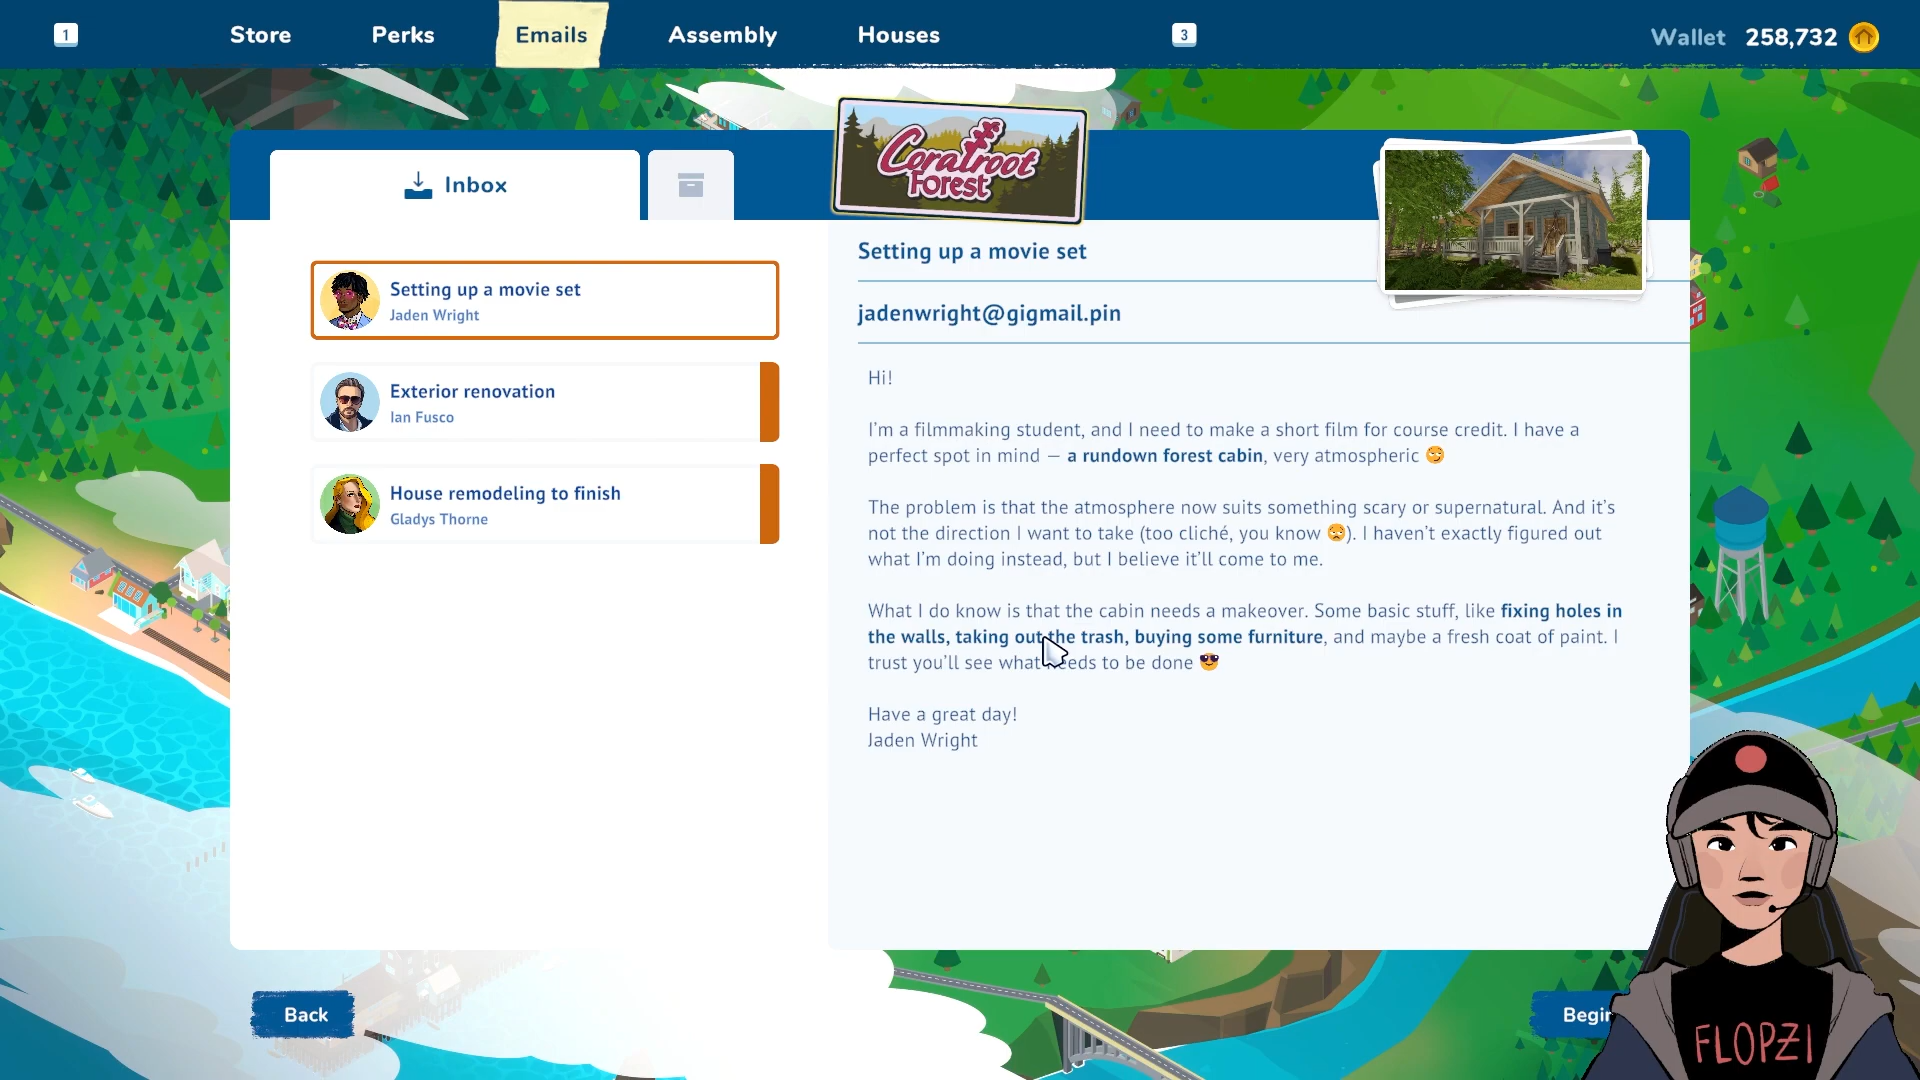 1
Store
Perks
Emails
Assembly
Houses
3
Wallet 258,732
Inbox
Coralroot
Forest
Setting up a movie set
Jaden Wright
Exterior renovation
Ian Fusco
House remodeling to finish
Gladys Thorne
Setting up a movie set
jadenwright@gigmail.pin
Hi!
I'm a filmmaking student, and I need to make a short film for course credit. I have a
perfect spot in mind — a rundown forest cabin, very atmospheric 😏
The problem is that the atmosphere now suits something scary or supernatural. And it's
not the direction I want to take (too cliché, you know 😩). I haven't exactly figured out
what I'm doing instead, but I believe it'll come to me.
What I do know is that the cabin needs a makeover. Some basic stuff, like fixing holes in
the walls, taking out the trash, buying some furniture, and maybe a fresh coat of paint. I
trust you'll see what needs to be done 😎
Have a great day!
Jaden Wright
Back
Begin
FLOPZI